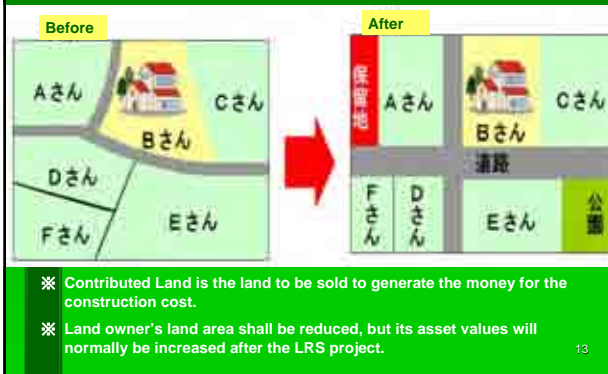 Before
After
Aさん
Bさん
Cさん
Dさん
Eさん
Fさん
保留地
Aさん
Bさん
Cさん
道路
Fさん
Dさん
Eさん
公園
※ Contributed Land is the land to be sold to generate the money for the
construction cost.
※ Land owner's land area shall be reduced, but its asset values will
normally be increased after the LRS project.
13